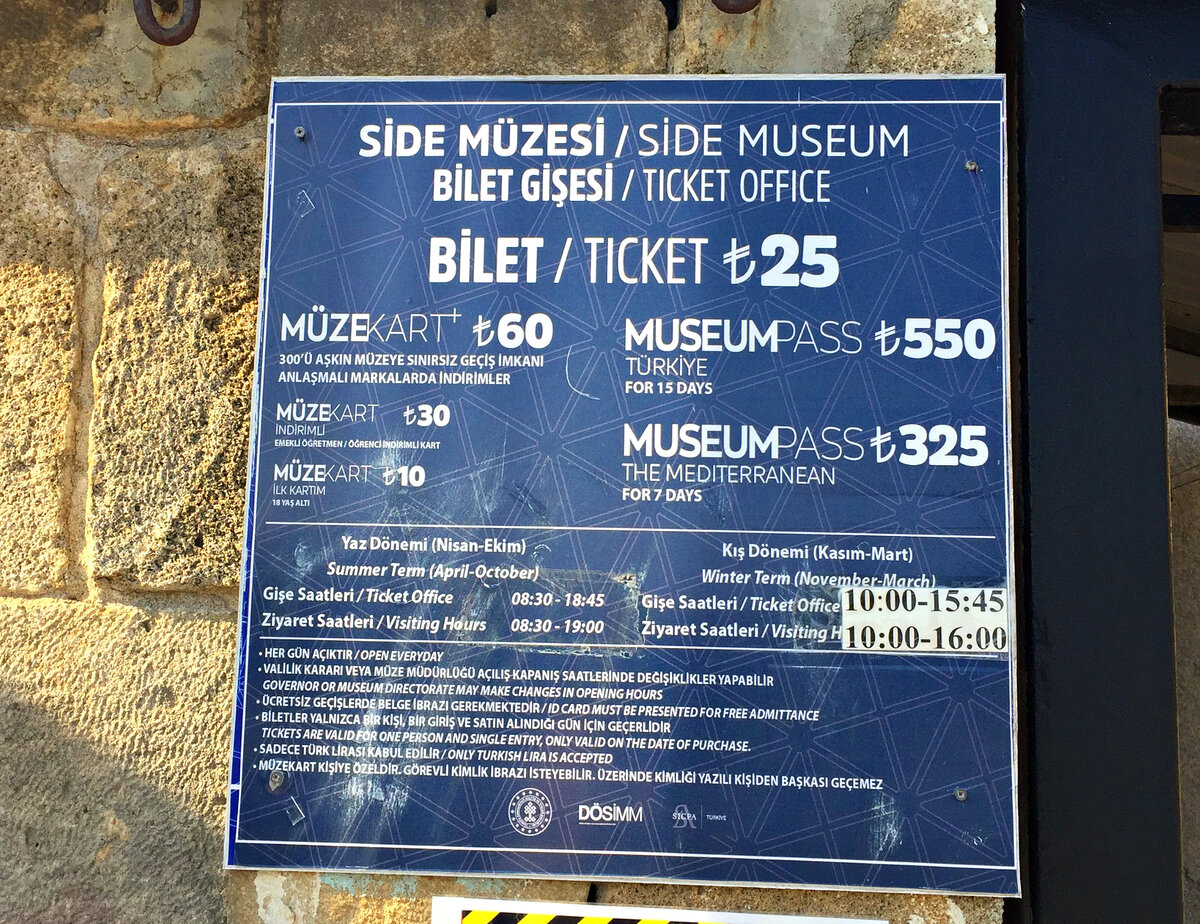 SİDE MÜZESİ / SİDE MUSEUM
BİLET GİŞESİ / TICKET OFFICE
BİLET / TICKET ₺25
MÜZEKART+ ₺60
300'Ü AŞKIN MÜZEYE SINIRSIZ GEÇİŞ İMKANI
ANLAŞMALI MARKALARDA İNDİRİMLER
MÜZEKART ₺30
İNDİRİMLİ
EMEKLİ ÖĞRETMEN / ÖĞRENCİ İNDİRİMLİ KART
MÜZEKART ₺10
İLK KARTIM
18 YAŞ ALTI
MUSEUMPASS ₺550
TÜRKİYE
FOR 15 DAYS
MUSEUMPASS ₺325
THE MEDITERRANEAN
FOR 7 DAYS
Yaz Dönemi (Nisan-Ekim)
Summer Term (April-October)
Gişe Saatleri / Ticket Office 08:30 - 18:45
Ziyaret Saatleri / Visiting Hours 08:30 - 19:00
Kış Dönemi (Kasım-Mart)
Winter Term (November-March)
Gişe Saatleri / Ticket Office 10:00-15:45
Ziyaret Saatleri / Visiting H 10:00-16:00
• HER GÜN AÇIKTIR / OPEN EVERYDAY
• VALİLİK KARARI VEYA MÜZE MÜDÜRLÜĞÜ AÇILIŞ-KAPANIŞ SAATLERİNDE DEĞİŞİKLİKLER YAPABİLİR
GOVERNOR OR MUSEUM DIRECTORATE MAY MAKE CHANGES IN OPENING HOURS
• ÜCRETSİZ GEÇİŞLERDE BELGE İBRAZI GEREKMEKTEDİR / ID CARD MUST BE PRESENTED FOR FREE ADMITTANCE
• BİLETLER YALNIZCA BİR KİŞİ, BİR GİRİŞ VE SATIN ALINDIĞI GÜN İÇİN GEÇERLİDİR
TICKETS ARE VALID FOR ONE PERSON AND SINGLE ENTRY, ONLY VALID ON THE DATE OF PURCHASE.
• SADECE TÜRK LİRASI KABUL EDİLİR / ONLY TURKISH LIRA IS ACCEPTED
• MÜZEKART KİŞİYE ÖZELDİR. GÖREVLİ KİMLİK İBRAZI İSTEYEBİLİR. ÜZERİNDE KİMLİĞİ YAZILI KİŞİDEN BAŞKASI GEÇEMEZ
DÖSİMM
SICPA TÜRKİYE